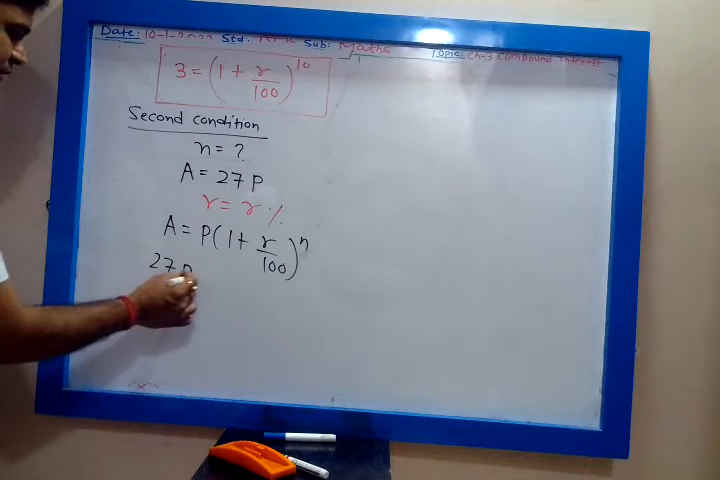 Date: 10-1-2022 Std. Sub: Maths Topic: Ch-3 Compound Interest
3 = (1 + r/100)^10
Second condition
n = ?
A = 27 P
r = r %
A = P(1 + r/100)^n
27 P